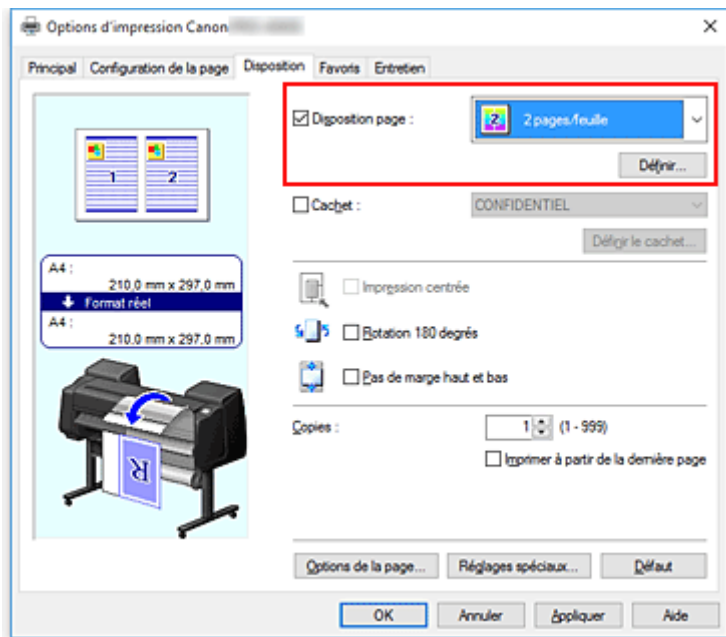 Options d'impression Canon
Principal Configuration de la page Disposition Favoris Entretien
Disposition page :
2 2 pages/feuille
Définir...
1 2
Cachet : CONFIDENTIEL
Définir le cachet...
A4 :
210,0 mm x 297,0 mm
Format réel
A4 :
210,0 mm x 297,0 mm
Impression centrée
Rotation 180 degrés
Pas de marge haut et bas
Copies : 1 (1 - 999)
Imprimer à partir de la dernière page
R
Options de la page... Réglages spéciaux... Défaut
OK Annuler Appliquer Aide